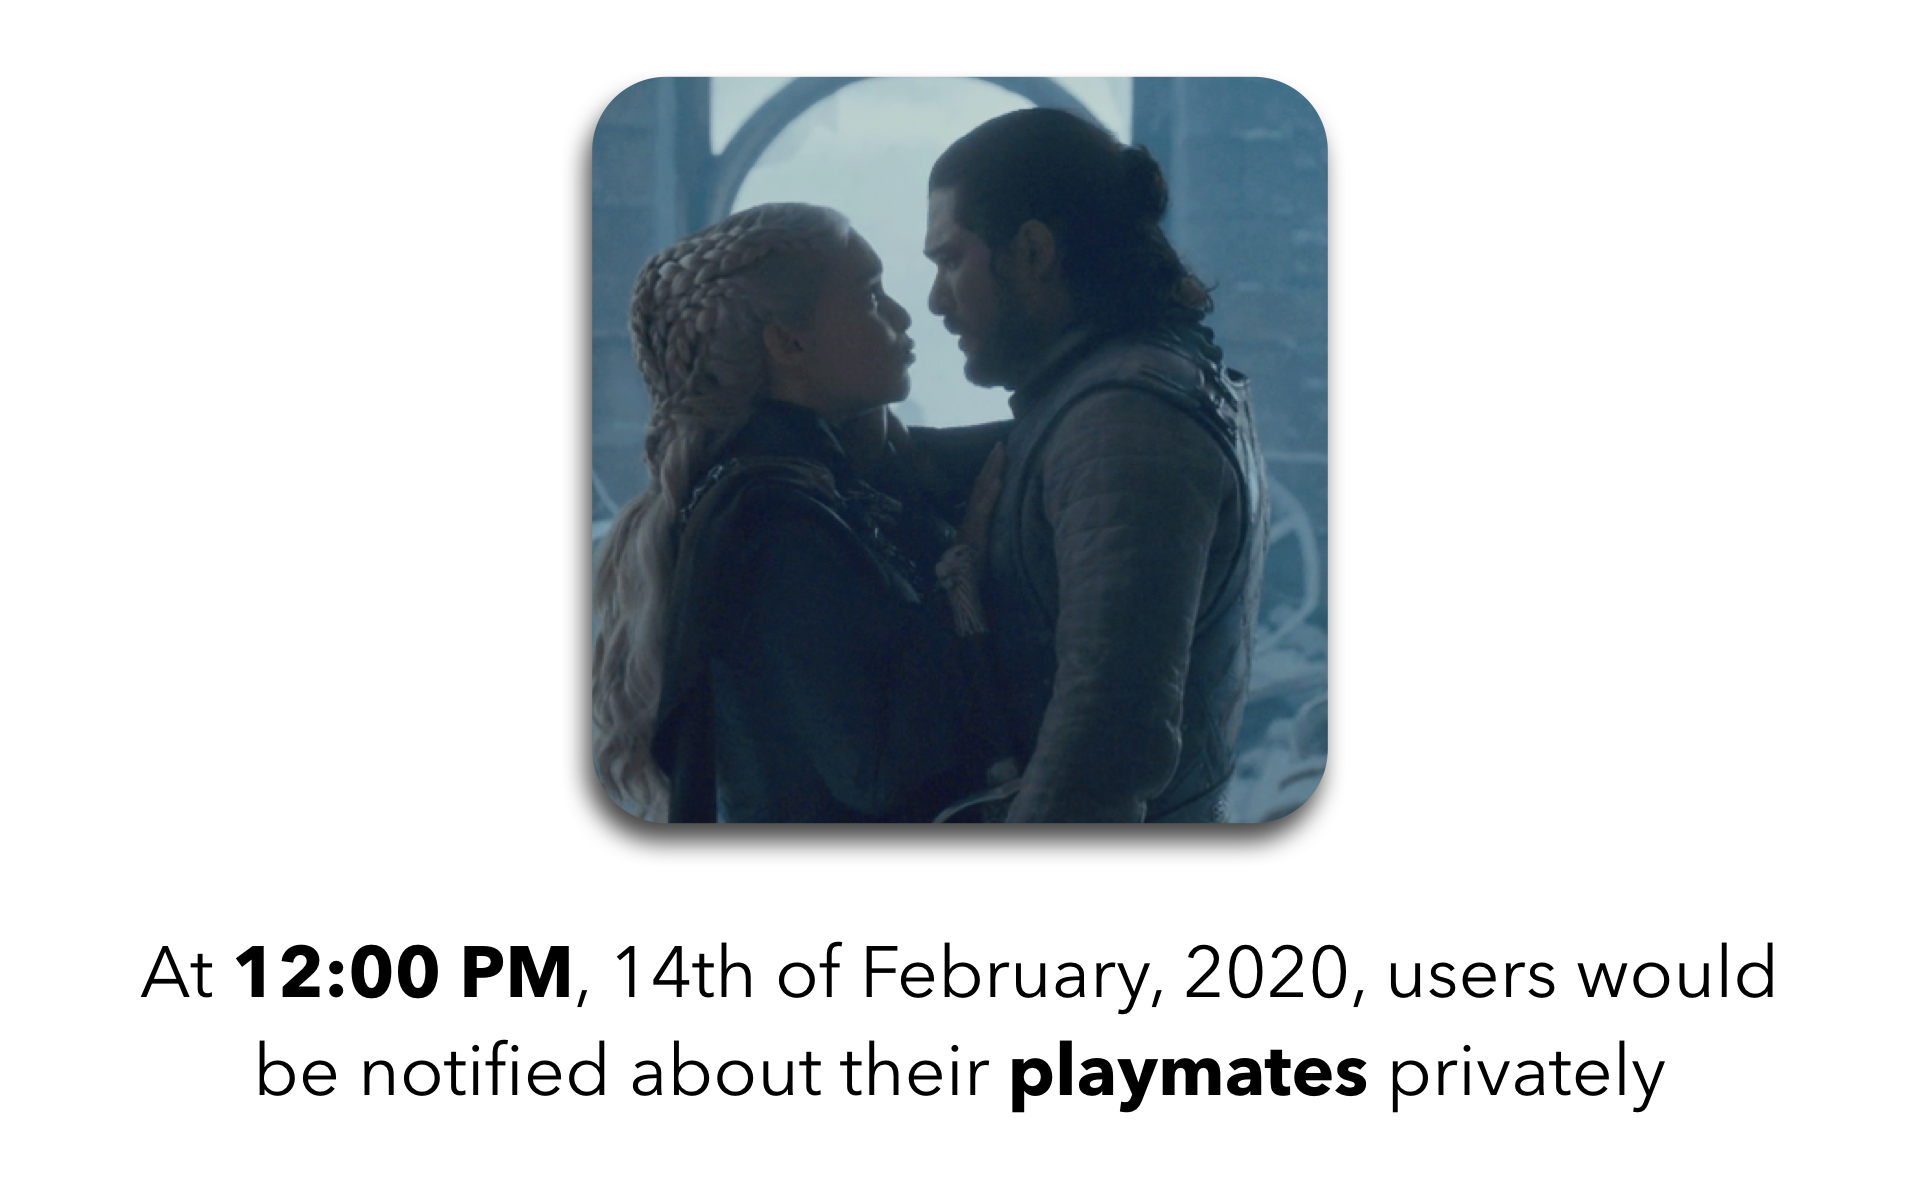 At 12:00 PM, 14th of February, 2020, users would
be notified about their playmates privately